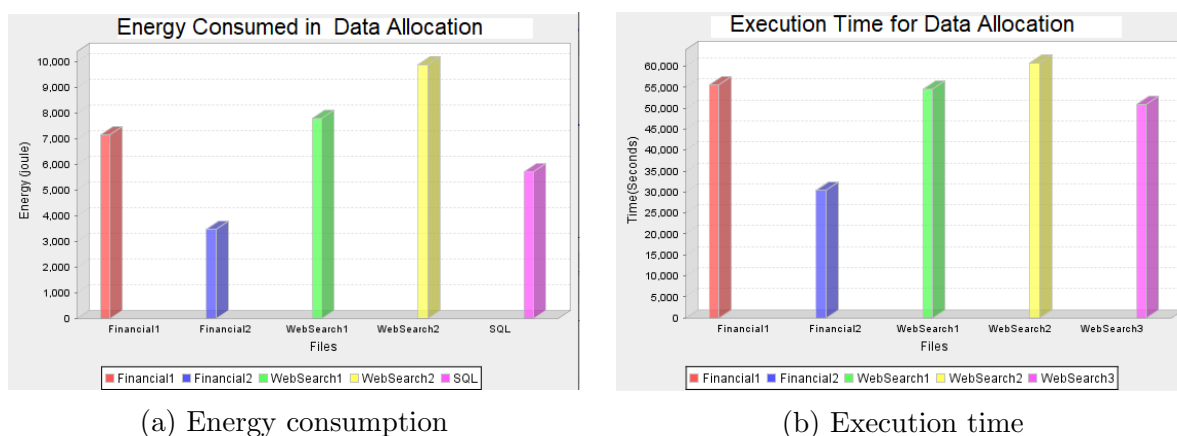 Energy Consumed in Data Allocation
10,000
9,000
8,000
7,000
6,000
5,000
4,000
3,000
2,000
1,000
0
Energy (joule)
Financial1 Financial2 WebSearch1 WebSearch2 SQL
Files
Financial1 Financial2 WebSearch1 WebSearch2 SQL
(a) Energy consumption
Execution Time for Data Allocation
60,000
55,000
50,000
45,000
40,000
35,000
30,000
25,000
20,000
15,000
10,000
5,000
0
Time(Seconds)
Financial1 Financial2 WebSearch1 WebSearch2 WebSearch3
Files
Financial1 Financial2 WebSearch1 WebSearch2 WebSearch3
(b) Execution time